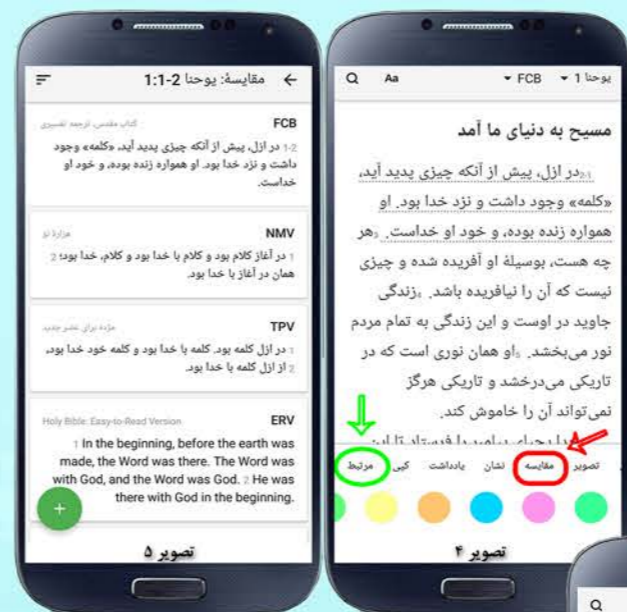 یوحنا 1
FCB
Aa
مسیح به دنیای ما آمد
1-2در ازل، پیش از آنکه چیزی پدید آید،
«کلمه» وجود داشت و نزد خدا بود. او
همواره زنده بوده، و خود او خداست. 3هر
چه هست، بوسیلهٔ او آفریده شده و چیزی
نیست که آن را نیافریده باشد. 4زندگی
جاوید در اوست و این زندگی به تمام مردم
نور می‌بخشد. 5او همان نوری است که در
تاریکی می‌درخشد و تاریکی هرگز
نمی‌تواند آن را خاموش کند.
تصویر مقایسه نشان یادداشت کپی مرتبط
تصویر ۴
مقایسهٔ: یوحنا 2-1:1
FCB
کتاب مقدس، ترجمه تفسیری
1-2 در ازل، پیش از آنکه چیزی پدید آید، «کلمه» وجود
داشت و نزد خدا بود. او همواره زنده بوده، و خود او
خداست.
NMV
هزارۀ نو
1 در آغاز کلام بود و کلام با خدا بود و کلام، خدا بود؛ 2
همان در آغاز با خدا بود.
TPV
مژده برای عصر جدید
1 در ازل کلمه بود. کلمه با خدا بود و کلمه خود خدا بود،
2 از ازل کلمه با خدا بود.
ERV
Holy Bible: Easy-to-Read Version
1 In the beginning, before the earth was
made, the Word was there. The Word was
with God, and the Word was God. 2 He was
there with God in the beginning.
تصویر ۵